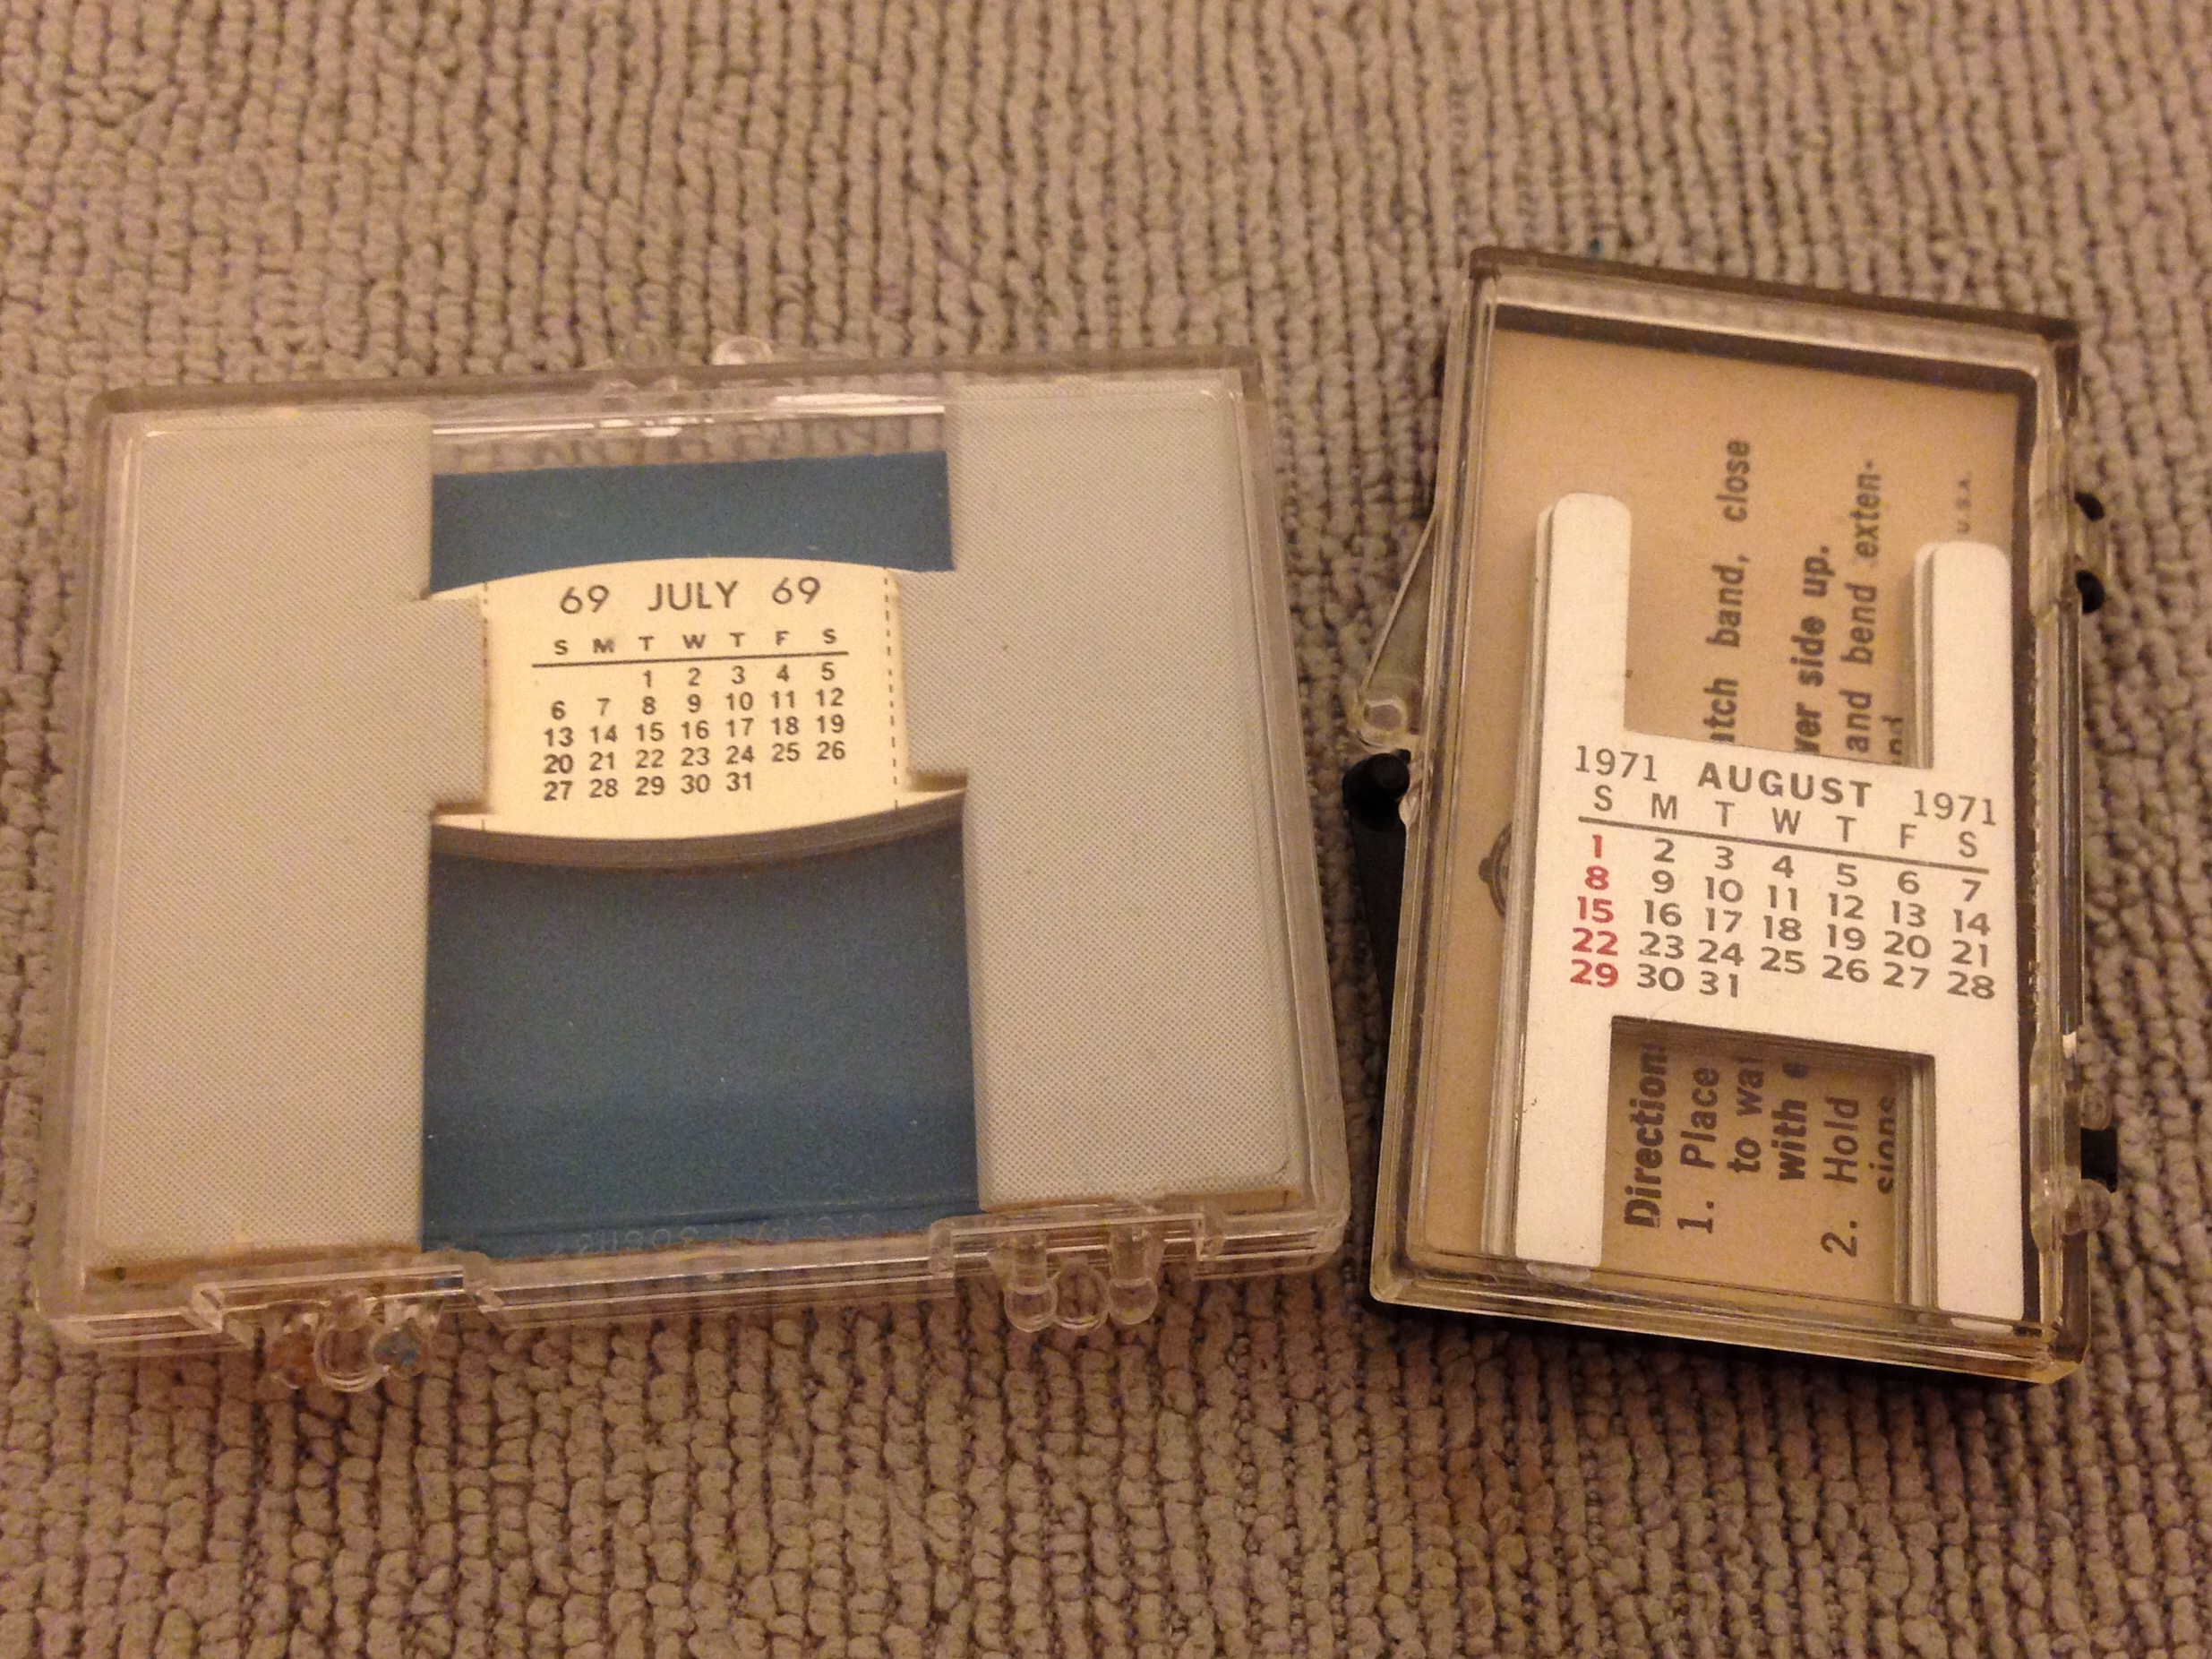 69 JULY 69
S M T W T F S
1 2 3 4 5
6 7 8 9 10 11 12
13 14 15 16 17 18 19
20 21 22 23 24 25 26
27 28 29 30 31
1971 AUGUST 1971
S M T W T F S
1 2 3 4 5 6 7
8 9 10 11 12 13 14
15 16 17 18 19 20 21
22 23 24 25 26 27 28
29 30 31
Direction
1. Place tch band, close
to wa
with ver side up.
2. Hold and bend exten-
sions
U.S.A.